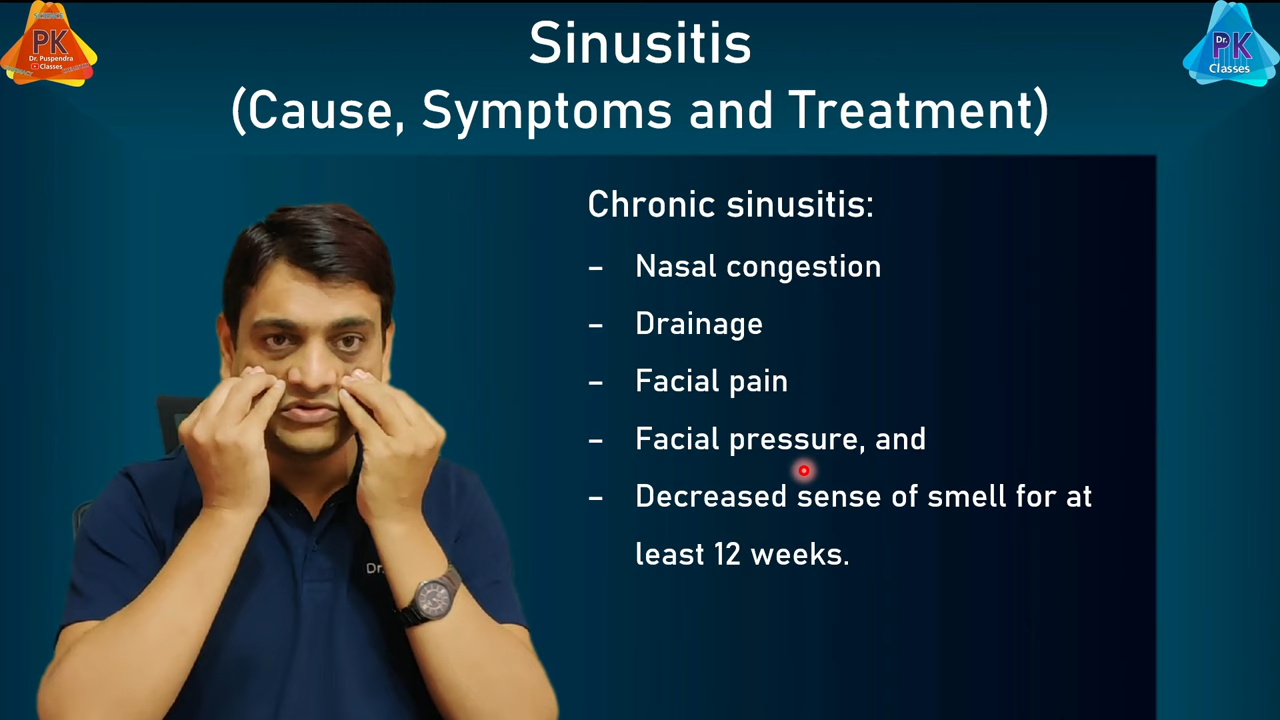 SCIENCE
PK
Dr. Puspendra
Classes
Dr.
PK
Classes
Sinusitis
(Cause, Symptoms and Treatment)
Chronic sinusitis:
– Nasal congestion
– Drainage
– Facial pain
– Facial pressure, and
– Decreased sense of smell for at
least 12 weeks.
Dr.